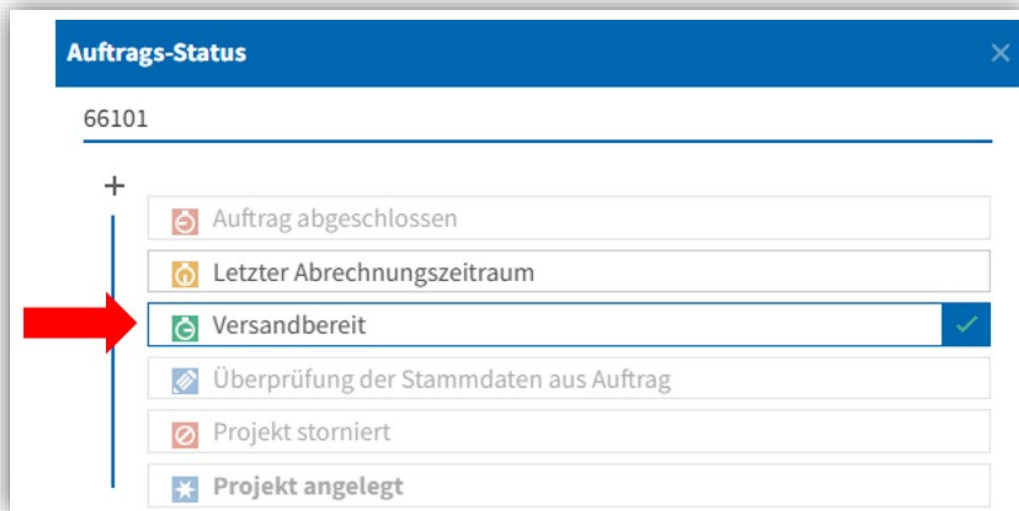 Auftrags-Status
66101
Auftrag abgeschlossen
Letzter Abrechnungszeitraum
Versandbereit
Überprüfung der Stammdaten aus Auftrag
Projekt storniert
Projekt angelegt